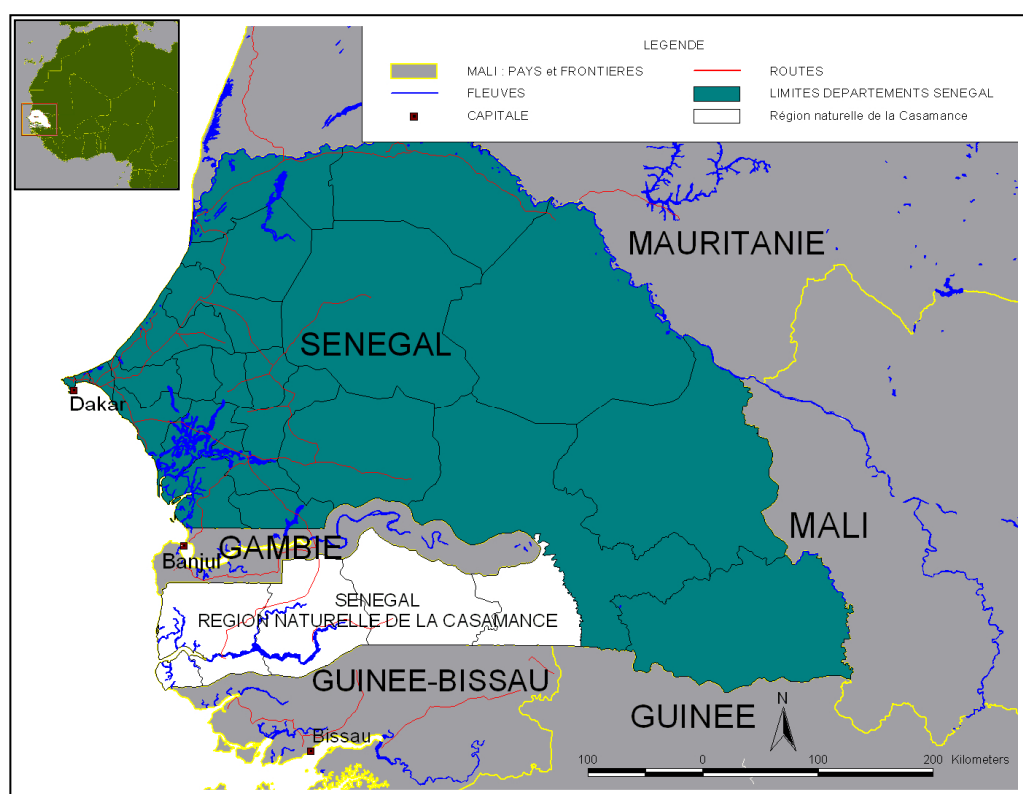 LEGENDE
MALI : PAYS et FRONTIERES
FLEUVES
CAPITALE
ROUTES
LIMITES DEPARTEMENTS SENEGAL
Région naturelle de la Casamance
MAURITANIE
SENEGAL
Dakar
MALI
GAMBIE
Banjul
SENEGAL
REGION NATURELLE DE LA CASAMANCE
GUINEE-BISSAU
GUINEE
N
Bissau
100 0 100 200 Kilometers